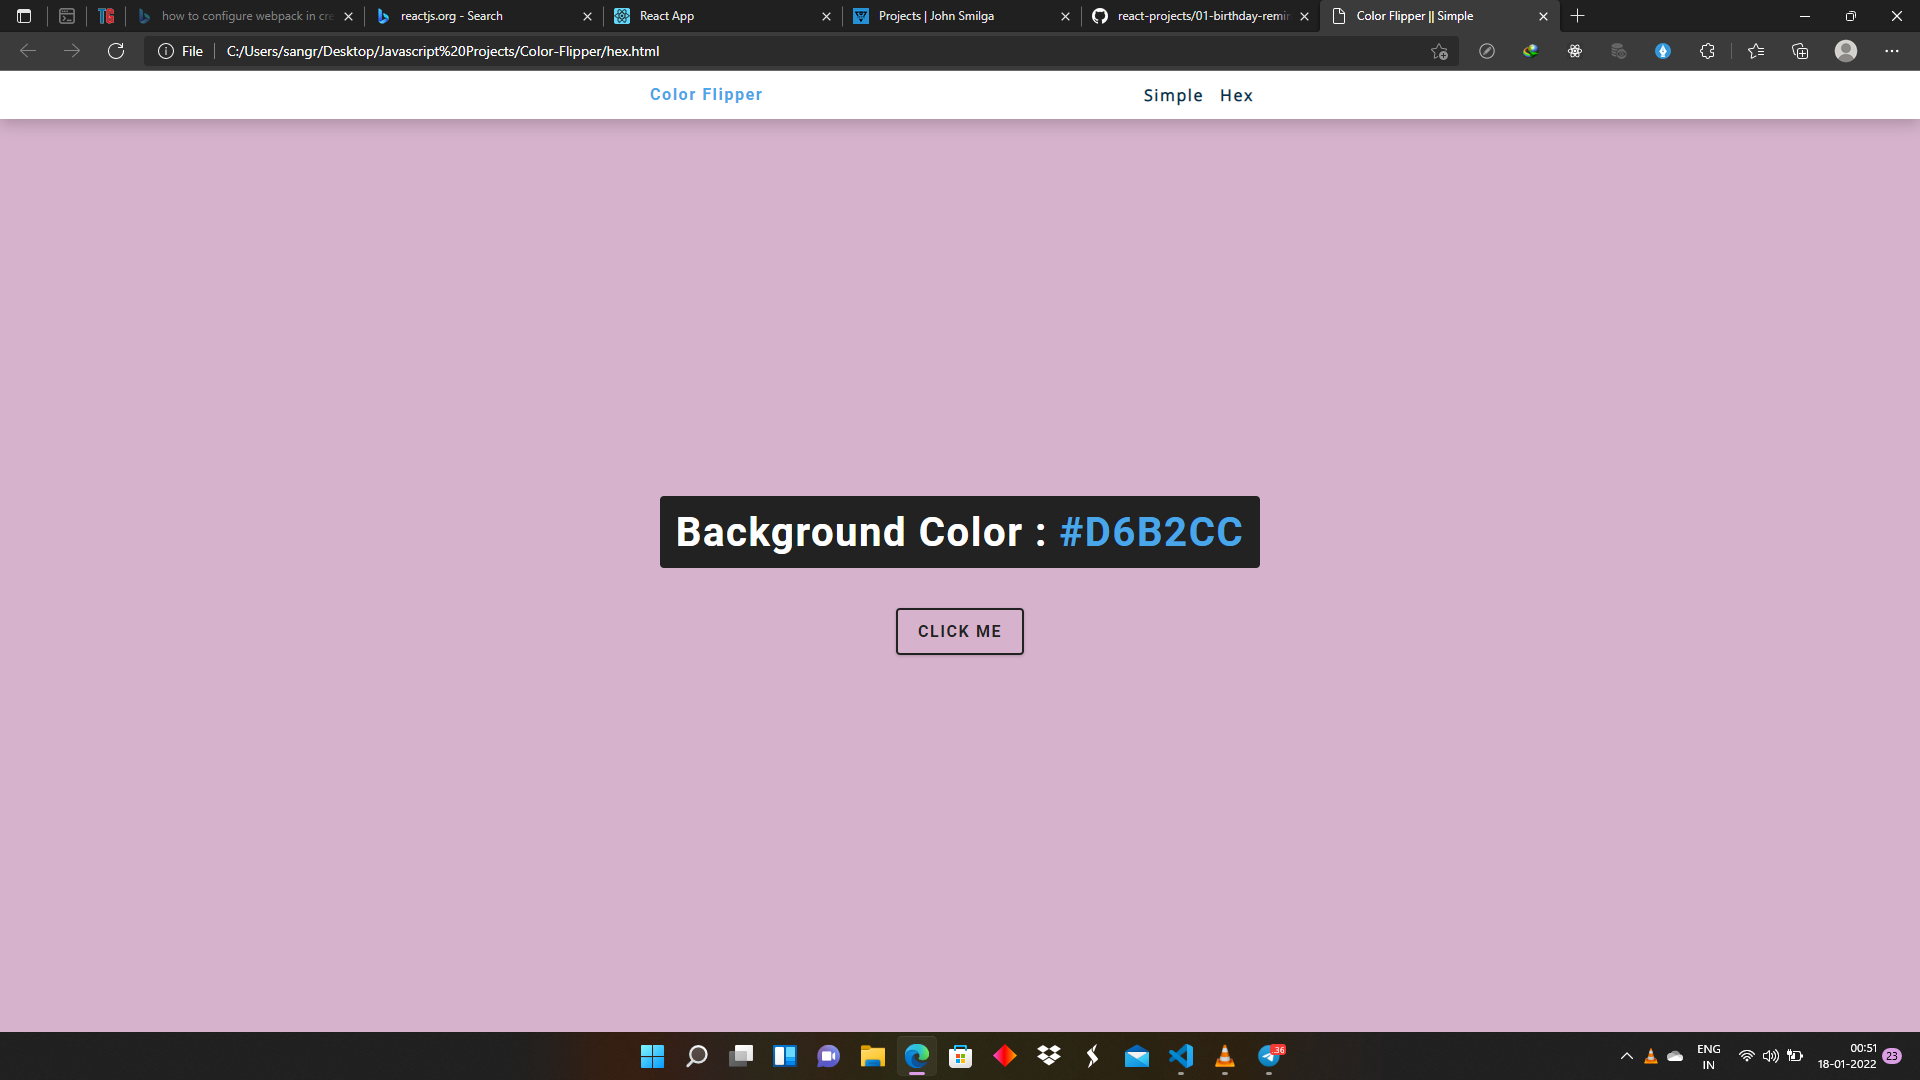 how to configure webpack in cre
reactjs.org - Search
React App
Projects | John Smilga
react-projects/01-birthday-remin
Color Flipper || Simple
File
C:/Users/sangr/Desktop/Javascript%20Projects/Color-Flipper/hex.html
Color Flipper
Simple Hex
Background Color : #D6B2CC
CLICK ME
36
ENG
IN
00:51
18-01-2022
23